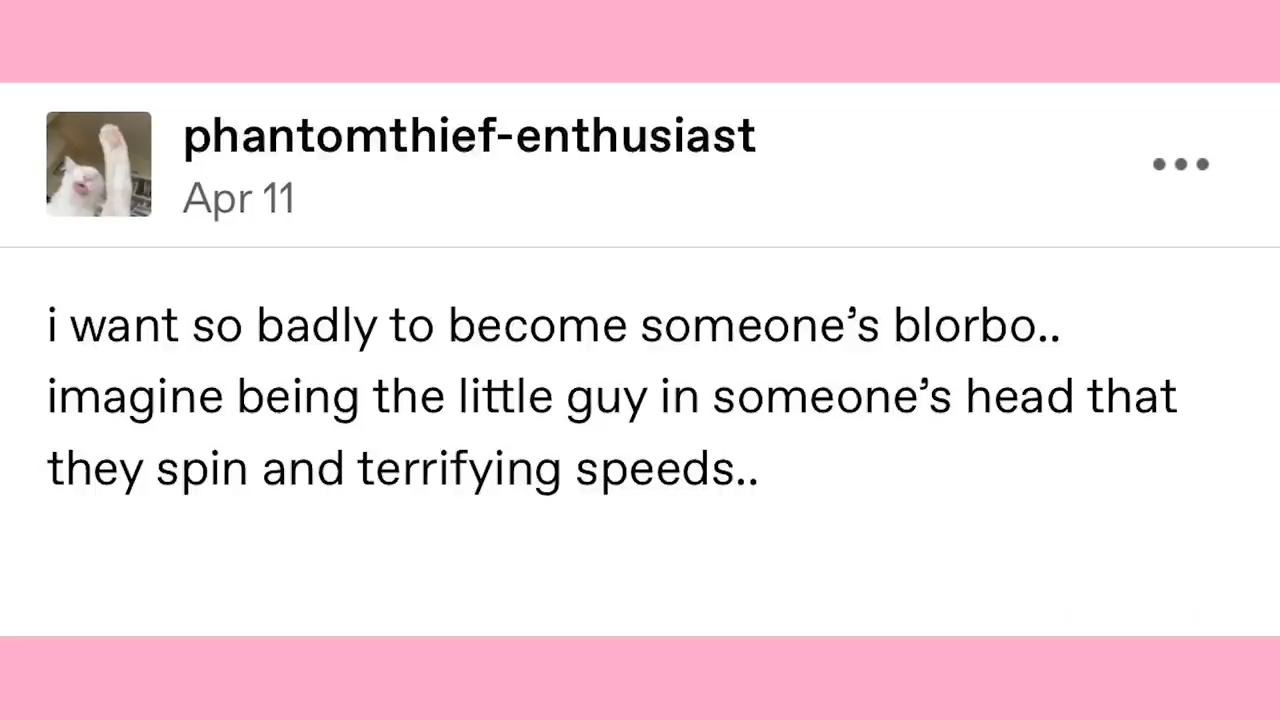 phantomthief-enthusiast
Apr 11
i want so badly to become someone’s blorbo..
imagine being the little guy in someone’s head that
they spin and terrifying speeds..